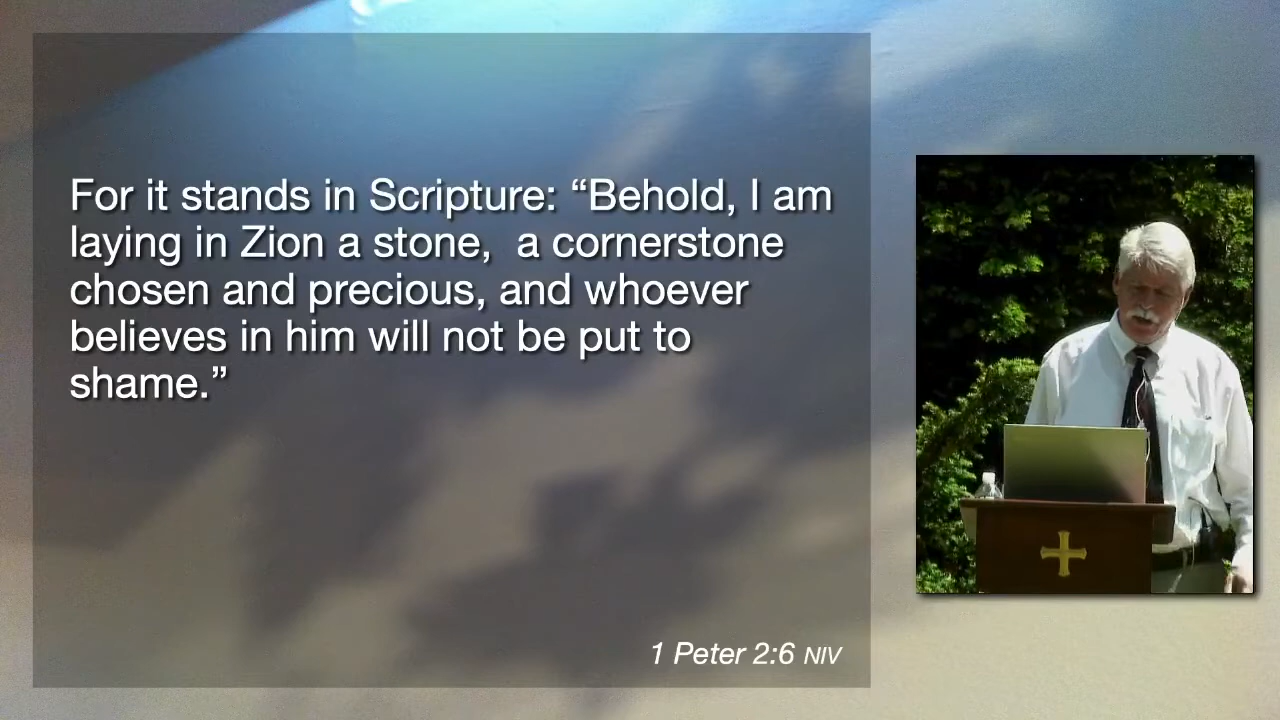 For it stands in Scripture: “Behold, I am
laying in Zion a stone,  a cornerstone
chosen and precious, and whoever
believes in him will not be put to
shame.”
1 Peter 2:6 NIV